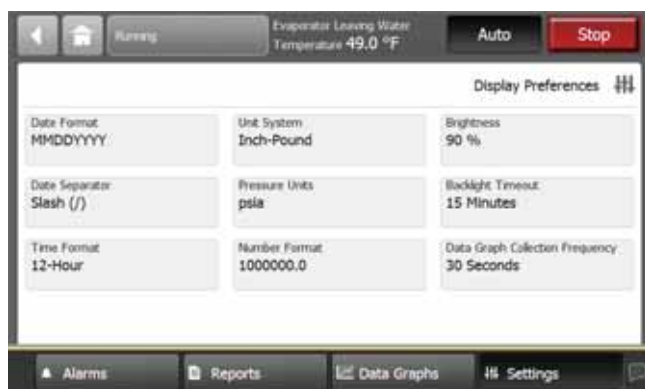 Running
Evaporator Leaving Water
Temperature 49.0 °F
Auto
Stop
Display Preferences
Date Format
MMDDYYYY
Unit System
Inch-Pound
Brightness
90 %
Date Separator
Slash (/)
Pressure Units
psia
Backlight Timeout
15 Minutes
Time Format
12-Hour
Number Format
1000000.0
Data Graph Collection Frequency
30 Seconds
Alarms
Reports
Data Graphs
Settings